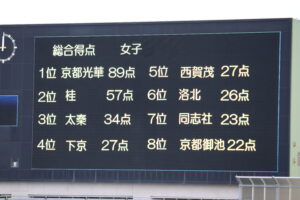 総合得点 女子
1位 京都光華 89点 5位 西賀茂 27点
2位 桂 57点 6位 洛北 26点
3位 太秦 34点 7位 同志社 23点
4位 下京 27点 8位 京都御池 22点